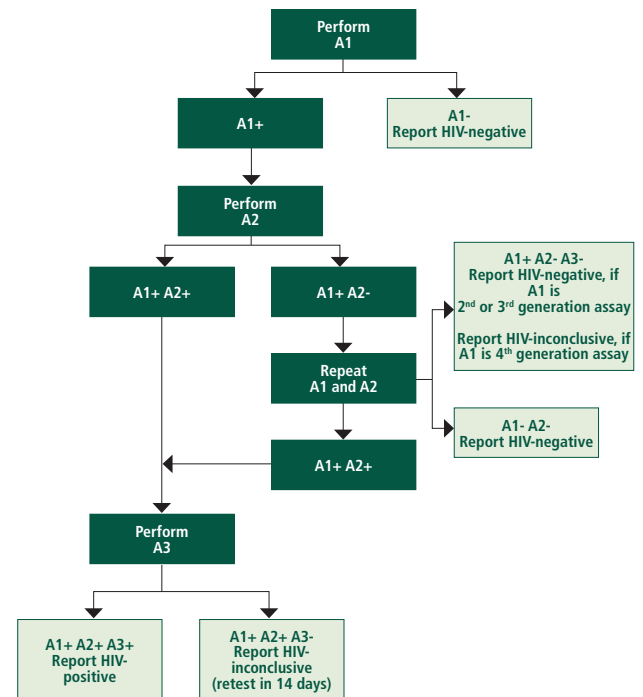 Perform
A1
A1+
A1-
Report HIV-negative
Perform
A2
A1+ A2+
A1+ A2-
A1+ A2- A3-
Report HIV-negative, if
A1 is
2nd or 3rd generation assay
Report HIV-inconclusive, if
A1 is 4th generation assay
Repeat
A1 and A2
A1- A2-
Report HIV-negative
A1+ A2+
Perform
A3
A1+ A2+ A3+
Report HIV-
positive
A1+ A2+ A3-
Report HIV-
inconclusive
(retest in 14 days)